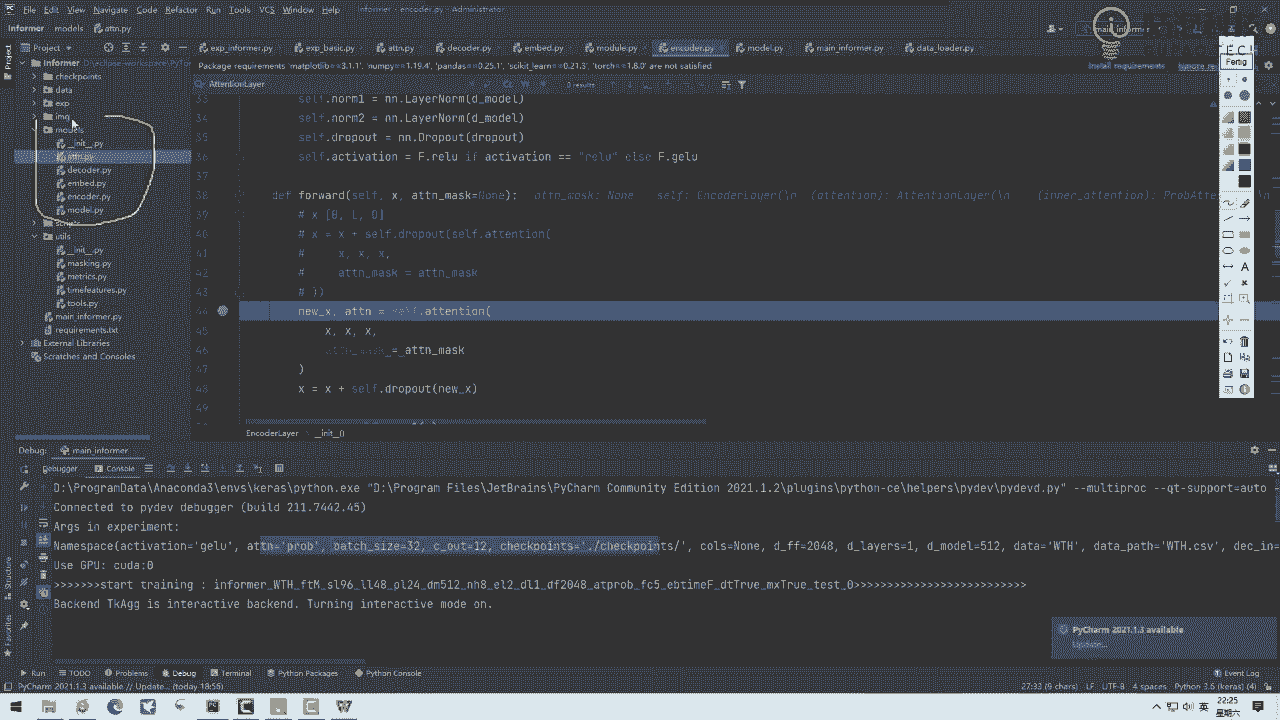 File Edit View Navigate Code Refactor Run Tools VCS Window Help
Informer - encoder.py - Administrator
Informer models attn.py
main_informer
Project
exp_informer.py exp_basic.py decoder.py embed.py module.py encoder.py model.py main_informer.py data_loader.py
Informer
Package requirements 'matplotlib==3.1.1', 'numpy==1.19.4', 'pandas==0.25.1', 'scikit_learn==0.21.3', 'torch==1.8.0' are not satisfied
Install requirements
Fertig
checkpoints
data
exp
img
models
__init__.py
attn.py
decoder.py
embed.py
encoder.py
model.py
utils
__init__.py
masking.py
metrics.py
timefeatures.py
tools.py
main_informer.py
requirements.txt
External Libraries
Scratches and Consoles
AttentionLayer
0 results
33 self.norm1 = nn.LayerNorm(d_model)
34 self.norm2 = nn.LayerNorm(d_model)
35 self.dropout = nn.Dropout(dropout)
36 self.activation = F.relu if activation == "relu" else F.gelu
37
38 def forward(self, x, attn_mask=None): self: EncoderLayer(\n (attention): AttentionLayer(\n (inner_attention): ProbAttention
39 # x [B, L, D]
40 # x = x + self.dropout(self.attention(
41 # x, x, x,
42 # attn_mask = attn_mask
43 # ))
44 new_x, attn = self.attention(
45 x, x, x,
46 attn_mask = attn_mask
47 )
48 x = x + self.dropout(new_x)
49
EncoderLayer __init__()
Debug: main_informer
Debugger Console
D:\ProgramData\Anaconda3\envs\keras\python.exe "D:\Program Files\JetBrains\PyCharm Community Edition 2021.1.2\plugins\python-ce\helpers\pydev\pydevd.py" --multiproc --qt-support=auto
Connected to pydev debugger (build 211.7442.45)
Args in experiment:
Namespace(activation='gelu', attn='prob', batch_size=32, c_out=12, checkpoints='./checkpoints/', cols=None, d_ff=2048, d_layers=1, d_model=512, data='WTH', data_path='WTH.csv', dec_in=
Use GPU: cuda:0
>>>>>>>start training : informer_WTH_ftM_sl96_ll48_pl24_dm512_nh8_el2_dl1_df2048_atprob_fc5_ebtimeF_dtTrue_mxTrue_test_0>>>>>>>>>>>>>>>>>>>>>>>>>>
Backend TkAgg is interactive backend. Turning interactive mode on.
PyCharm 2021.1.3 available
Update...
Structure
Favorites
Run TODO Problems Debug Terminal Python Packages Python Console
Event Log
PyCharm 2021.1.3 available // Update... (today 18:56)
27:33 (9 chars) LF UTF-8 4 spaces Python 3.6 (keras) (4)
英
22:25
星期六